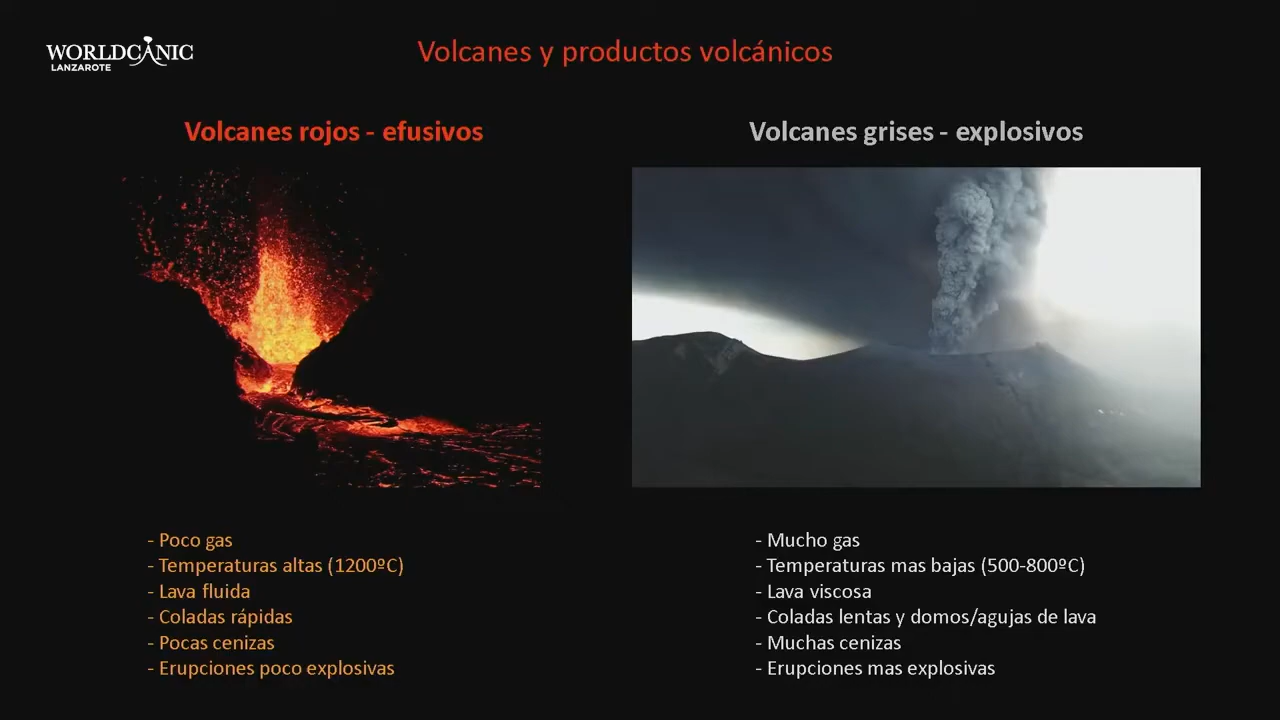 WORLDCANIC
LANZAROTE
Volcanes y productos volcánicos
Volcanes rojos - efusivos
- Poco gas
- Temperaturas altas (1200ºC)
- Lava fluida
- Coladas rápidas
- Pocas cenizas
- Erupciones poco explosivas
Volcanes grises - explosivos
- Mucho gas
- Temperaturas mas bajas (500-800ºC)
- Lava viscosa
- Coladas lentas y domos/agujas de lava
- Muchas cenizas
- Erupciones mas explosivas